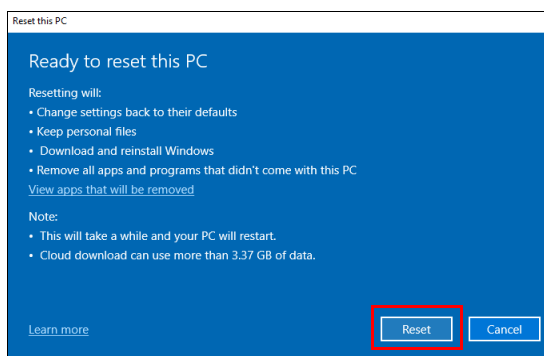 Reset this PC
Ready to reset this PC
Resetting will:
• Change settings back to their defaults
• Keep personal files
• Download and reinstall Windows
• Remove all apps and programs that didn't come with this PC
View apps that will be removed
Note:
• This will take a while and your PC will restart.
• Cloud download can use more than 3.37 GB of data.
Learn more
Reset
Cancel